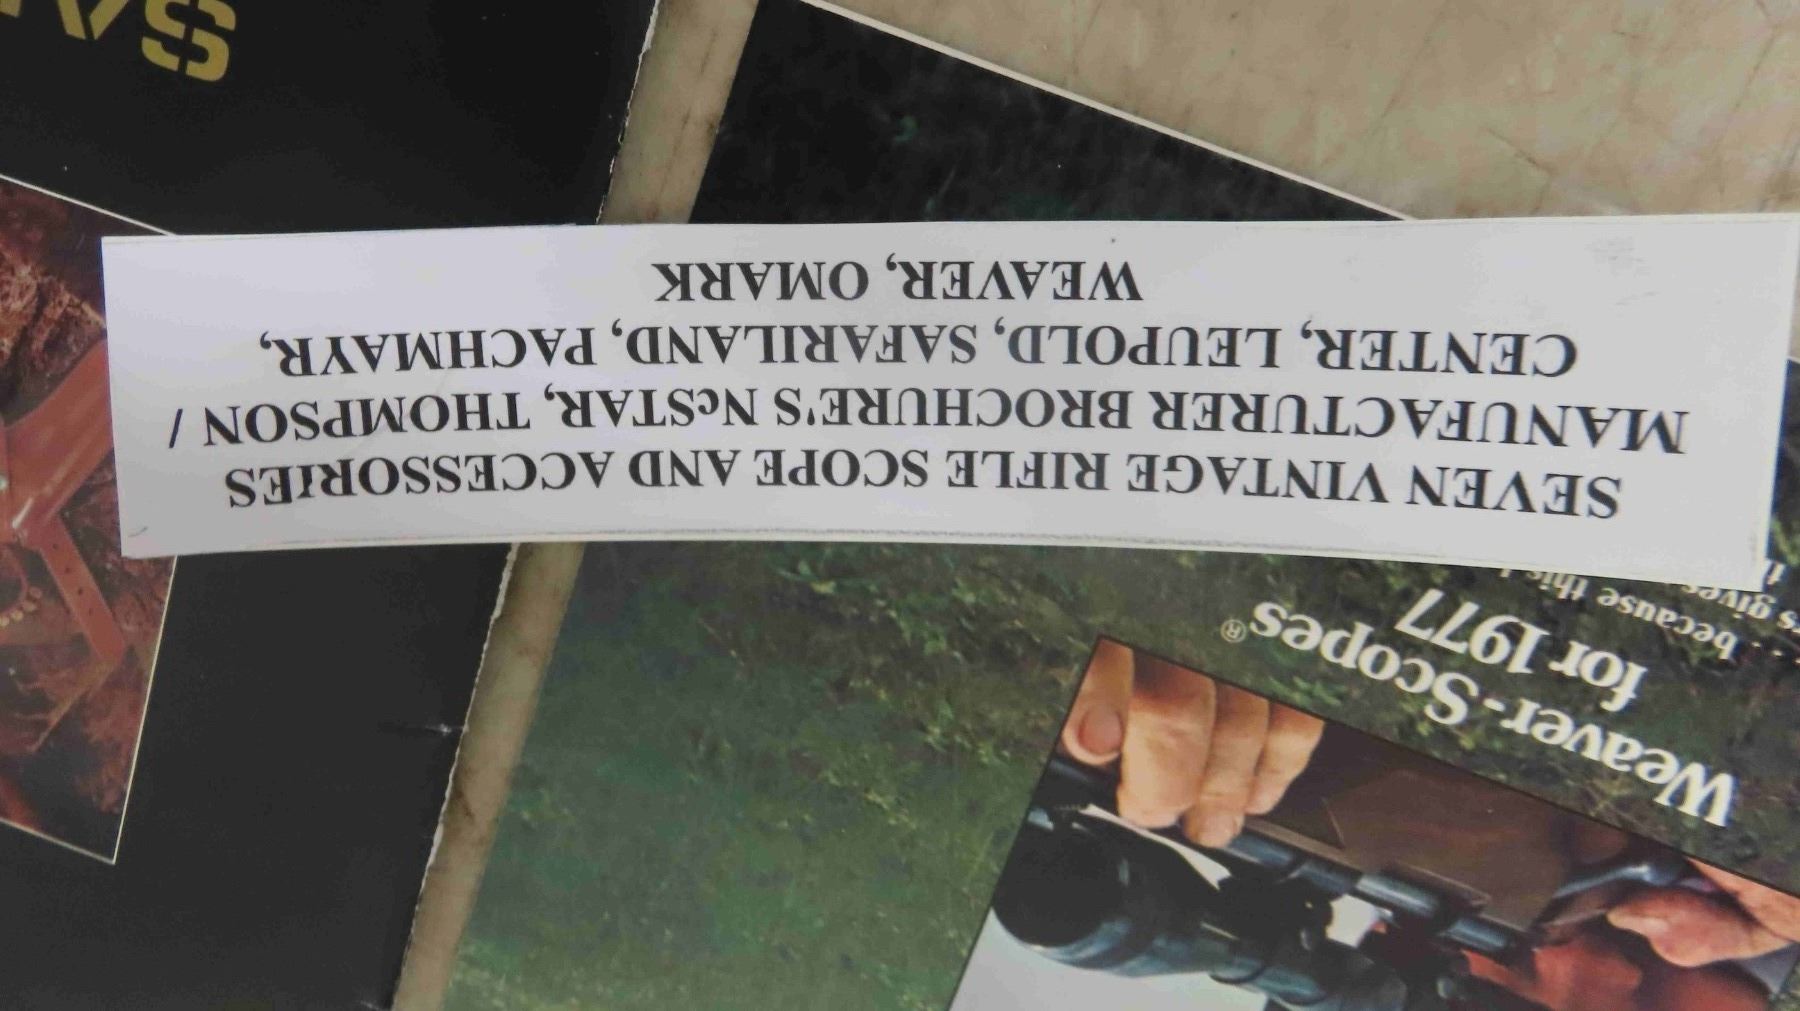 SEVEN VINTAGE RIFLE SCOPE AND ACCESSORIES
MANUFACTURER BROCHURE'S NcSTAR, THOMPSON /
CENTER, LEUPOLD, SAFARILAND, PACHMAYR,
WEAVER, OMARK
Weaver-Scopes®
for 1977
... because this
gives